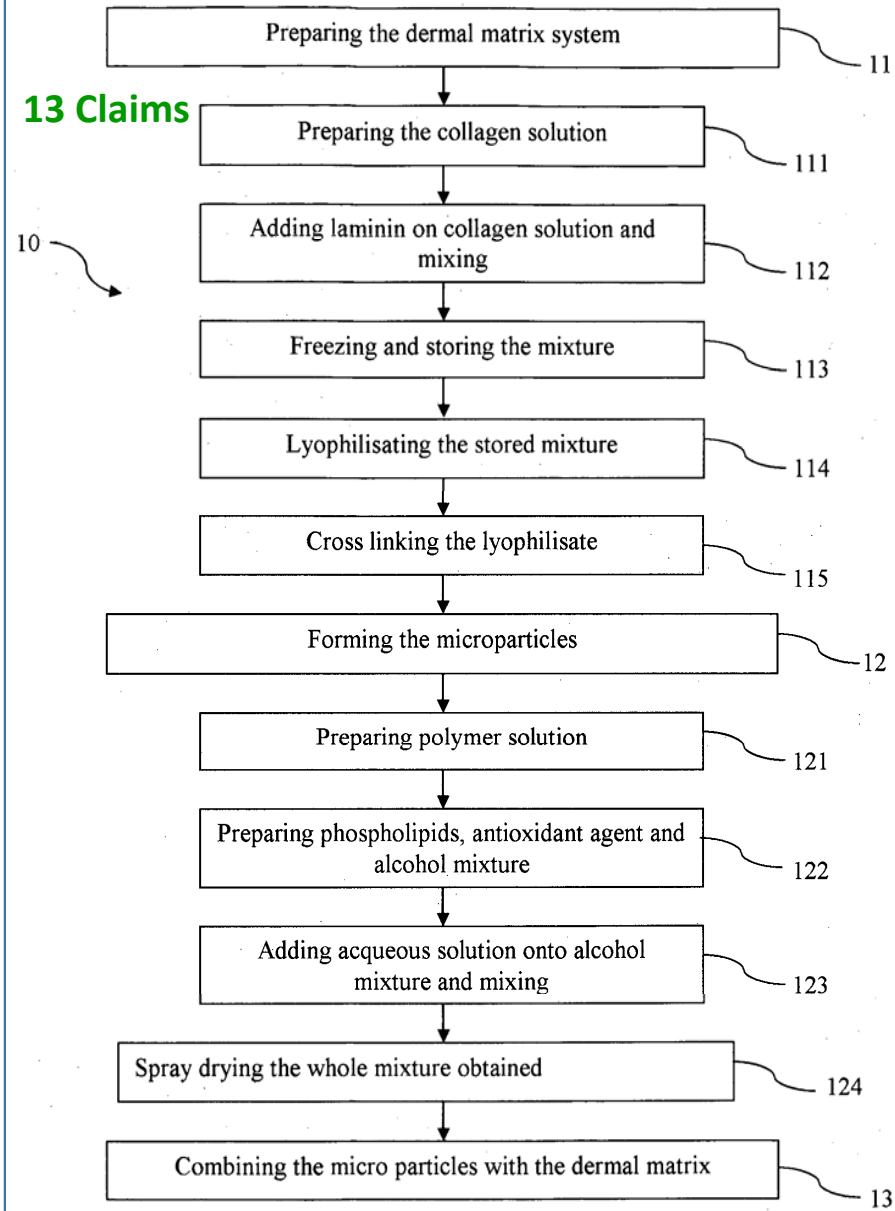 Preparing the dermal matrix system
11
13 Claims
Preparing the collagen solution
111
10
Adding laminin on collagen solution and
mixing
112
Freezing and storing the mixture
113
Lyophilisating the stored mixture
114
Cross linking the lyophilisate
115
Forming the microparticles
12
Preparing polymer solution
121
Preparing phospholipids, antioxidant agent and
alcohol mixture
122
Adding acqueous solution onto alcohol
mixture and mixing
123
Spray drying the whole mixture obtained
124
Combining the micro particles with the dermal matrix
13